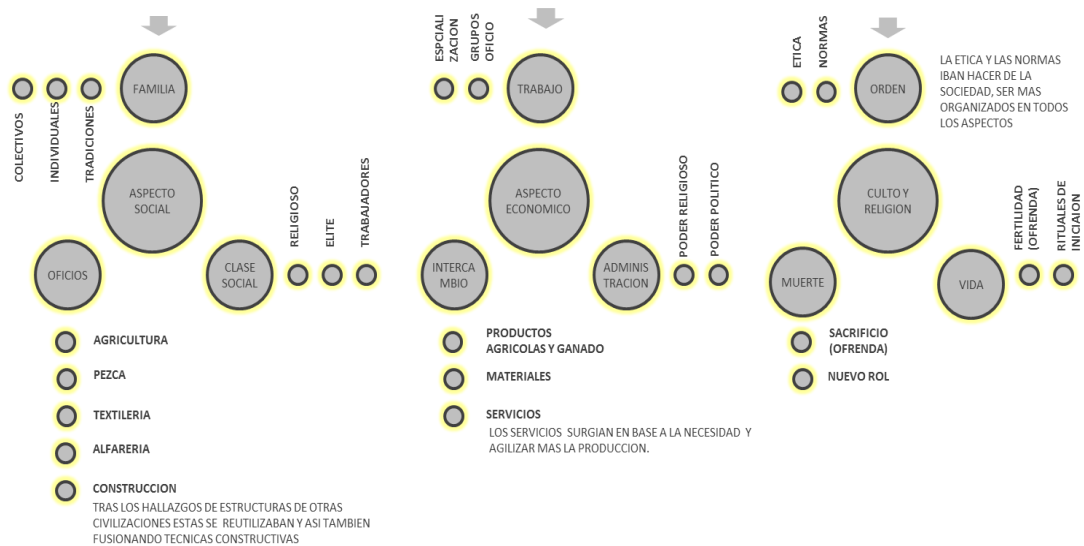 COLECTIVOS
INDIVIDUALES
TRADICIONES
FAMILIA
ASPECTO
SOCIAL
OFICIOS
CLASE
SOCIAL
RELIGIOSO
ELITE
TRABAJADORES
AGRICULTURA
PEZCA
TEXTILERIA
ALFARERIA
CONSTRUCCION
TRAS LOS HALLAZGOS DE ESTRUCTURAS DE OTRAS
CIVILIZACIONES ESTAS SE REUTILIZABAN Y ASI TAMBIEN
FUSIONANDO TECNICAS CONSTRUCTIVAS
ESPCIALI
ZACION
GRUPOS
OFICIO
TRABAJO
ASPECTO
ECONOMICO
INTERCA
MBIO
ADMINIS
TRACION
PODER RELIGIOSO
PODER POLITICO
PRODUCTOS
AGRICOLAS Y GANADO
MATERIALES
SERVICIOS
LOS SERVICIOS SURGIAN EN BASE A LA NECESIDAD Y
AGILIZAR MAS LA PRODUCCION.
ETICA
NORMAS
ORDEN
LA ETICA Y LAS NORMAS
IBAN HACER DE LA
SOCIEDAD, SER MAS
ORGANIZADOS EN TODOS
LOS ASPECTOS
CULTO Y
RELIGION
MUERTE
VIDA
FERTILIDAD
(OFRENDA)
RITUALES DE
INICIAION
SACRIFICIO
(OFRENDA)
NUEVO ROL